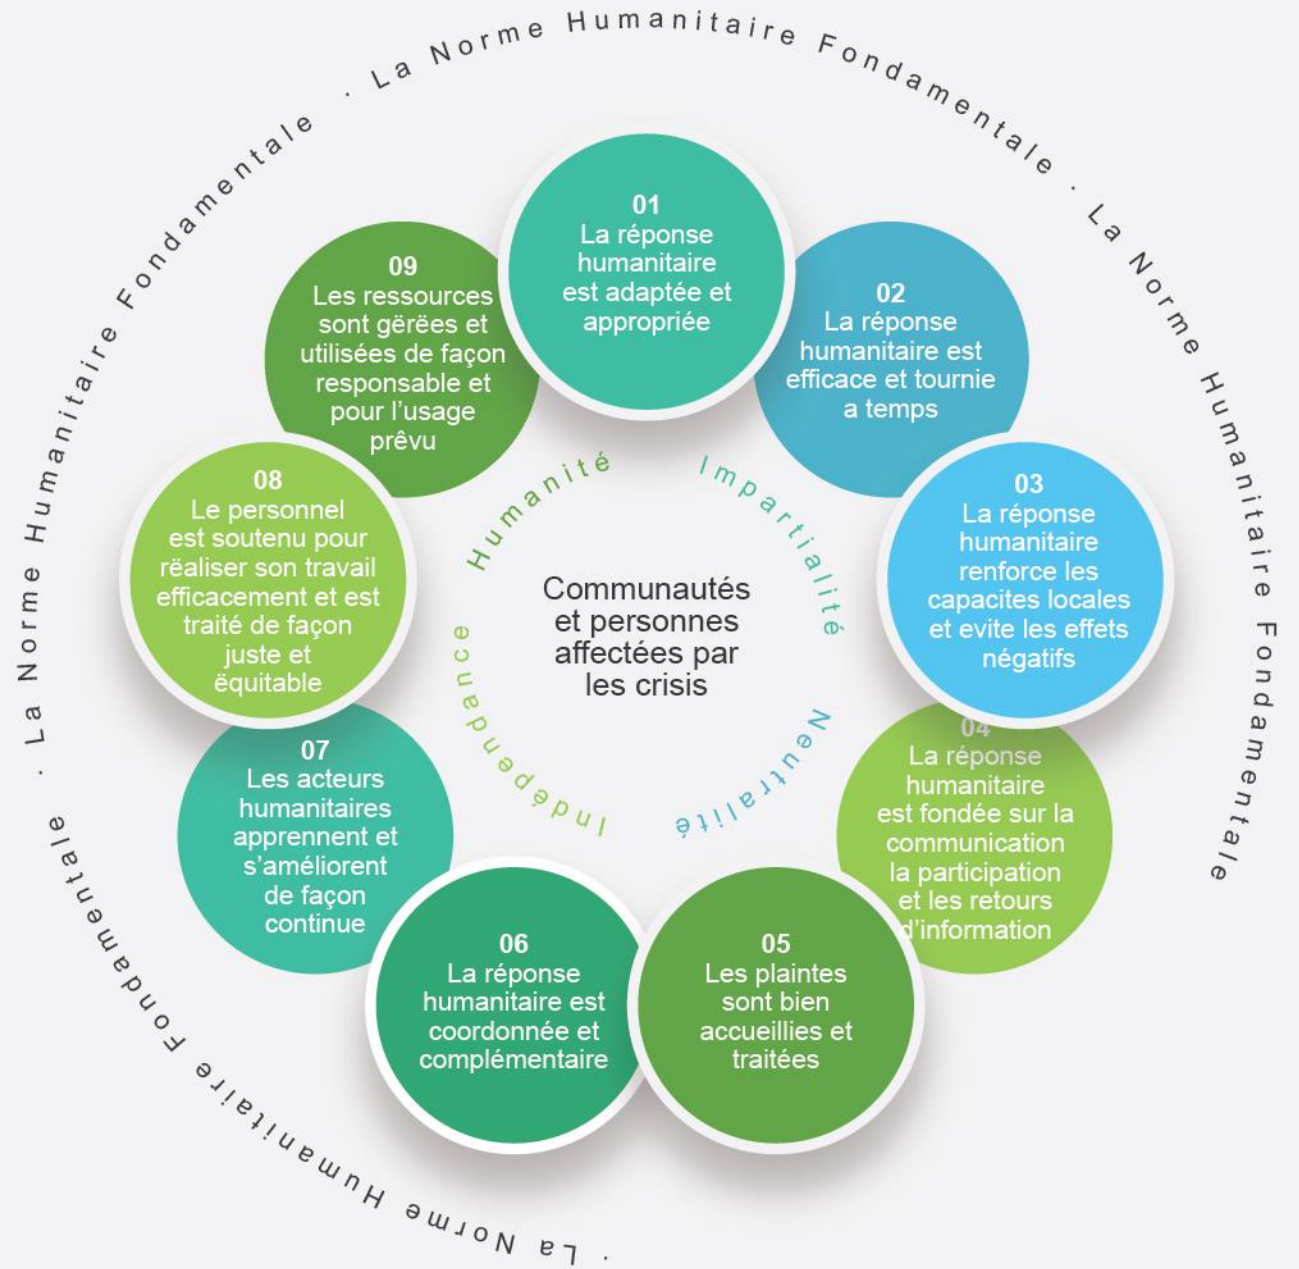 La Norme Humanitaire Fondamentale · La Norme Humanitaire Fondamentale · La Norme Humanitaire Fondamentale · La Norme Humanitaire Fondamentale ·
01
La réponse
humanitaire
est adaptée et
appropriée
02
La réponse
humanitaire est
efficace et tournie
a temps
03
La réponse
humanitaire
renforce les
capacites locales
et evite les effets
négatifs
04
La réponse
humanitaire
est fondée sur la
communication
la participation
et les retours
d'information
05
Les plaintes
sont bien
accueillies et
traitées
06
La réponse
humanitaire est
coordonnée et
complémentaire
07
Les acteurs
humanitaires
apprennent et
s'améliorent
de façon
continue
08
Le personnel
est soutenu pour
rëaliser son travail
efficacement et est
traité de façon
juste et
ëquitable
09
Les ressources
sont gërëes et
utilisées de façon
responsable et
pour l'usage
prêvu
Humanité
Impartialité
Neutralité
Indépendance
Communautés
et personnes
affectées par
les crisis